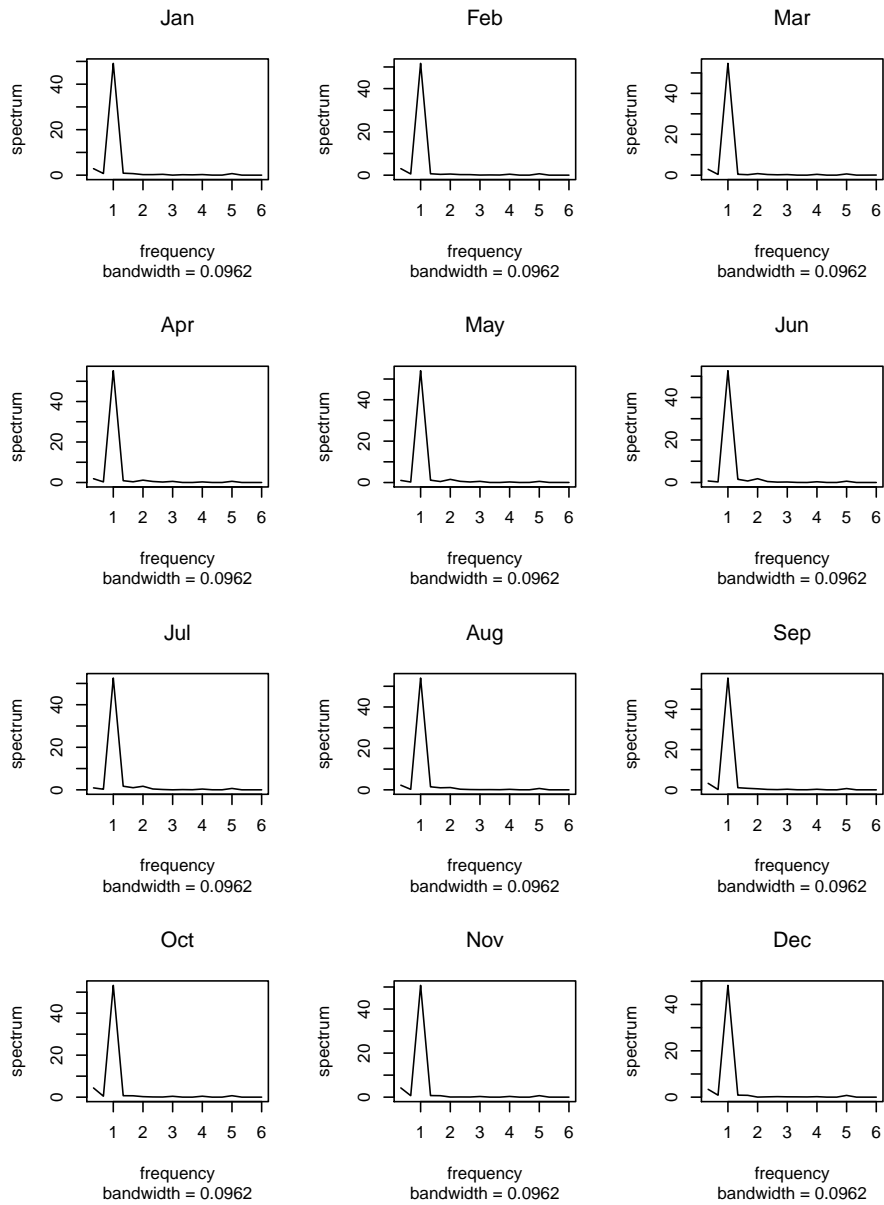 Jan Feb Mar
spectrum
0 20 40
1 2 3 4 5 6
frequency
bandwidth = 0.0962
spectrum
0 20 40
1 2 3 4 5 6
frequency
bandwidth = 0.0962
spectrum
0 20 40
1 2 3 4 5 6
frequency
bandwidth = 0.0962
Apr May Jun
spectrum
0 20 40
1 2 3 4 5 6
frequency
bandwidth = 0.0962
spectrum
0 20 40
1 2 3 4 5 6
frequency
bandwidth = 0.0962
spectrum
0 20 40
1 2 3 4 5 6
frequency
bandwidth = 0.0962
Jul Aug Sep
spectrum
0 20 40
1 2 3 4 5 6
frequency
bandwidth = 0.0962
spectrum
0 20 40
1 2 3 4 5 6
frequency
bandwidth = 0.0962
spectrum
0 20 40
1 2 3 4 5 6
frequency
bandwidth = 0.0962
Oct Nov Dec
spectrum
0 20 40
1 2 3 4 5 6
frequency
bandwidth = 0.0962
spectrum
0 20 40
1 2 3 4 5 6
frequency
bandwidth = 0.0962
spectrum
0 20 40
1 2 3 4 5 6
frequency
bandwidth = 0.0962